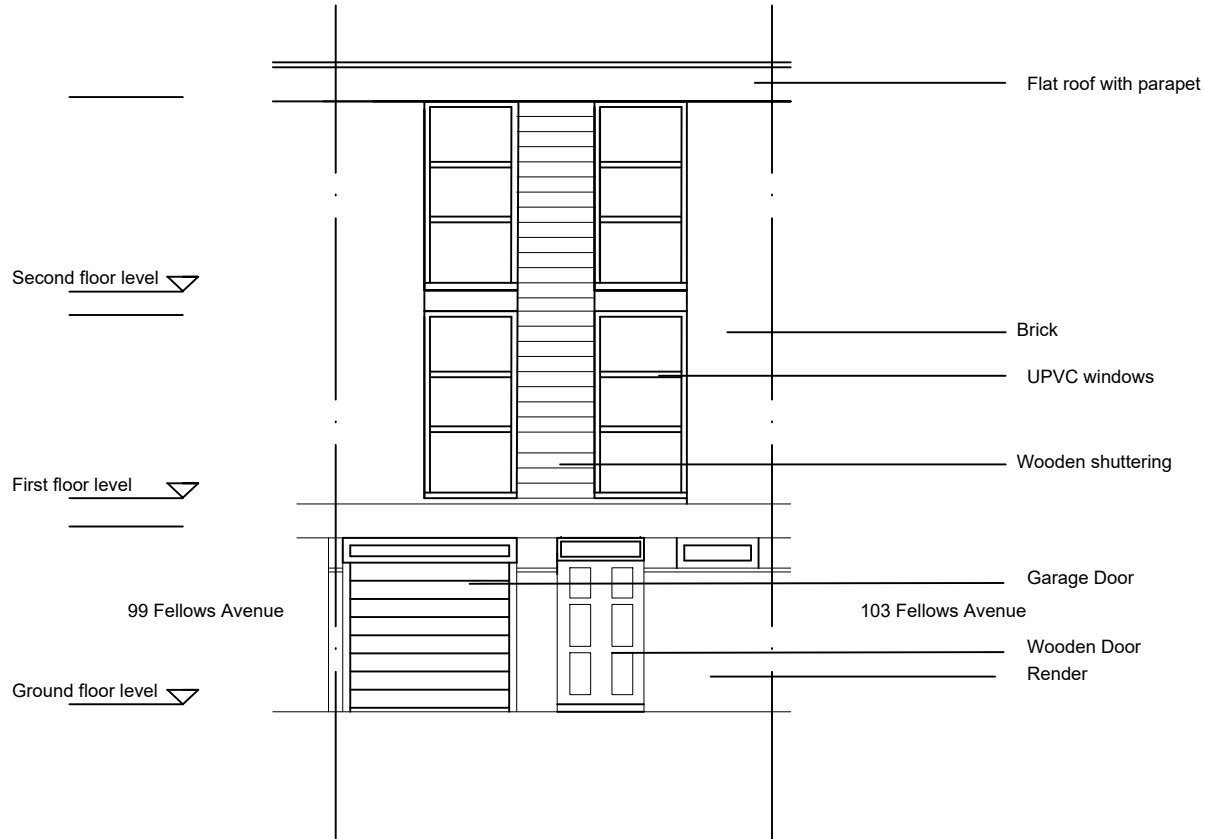 Flat roof with parapet
Second floor level
Brick
UPVC windows
Wooden shuttering
First floor level
Garage Door
99 Fellows Avenue
103 Fellows Avenue
Wooden Door
Render
Ground floor level